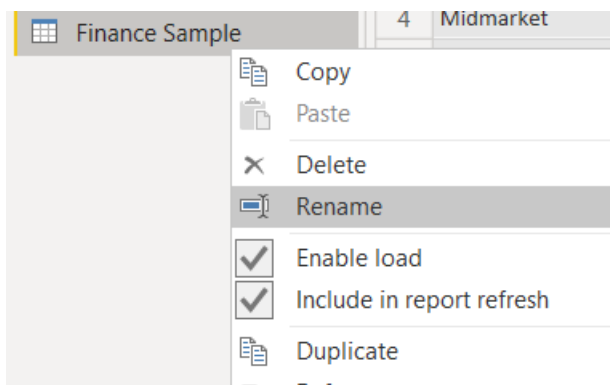 Finance Sample
4 Midmarket
Copy
Paste
Delete
Rename
Enable load
Include in report refresh
Duplicate